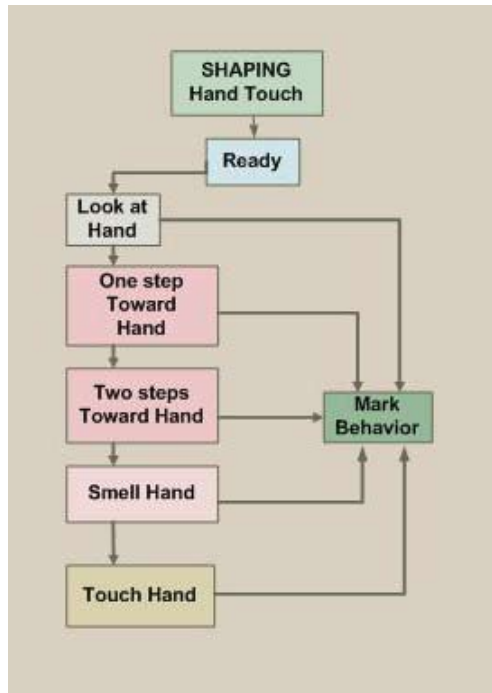 SHAPING
Hand Touch
Ready
Look at
Hand
One step
Toward
Hand
Two steps
Toward Hand
Mark
Behavior
Smell Hand
Touch Hand